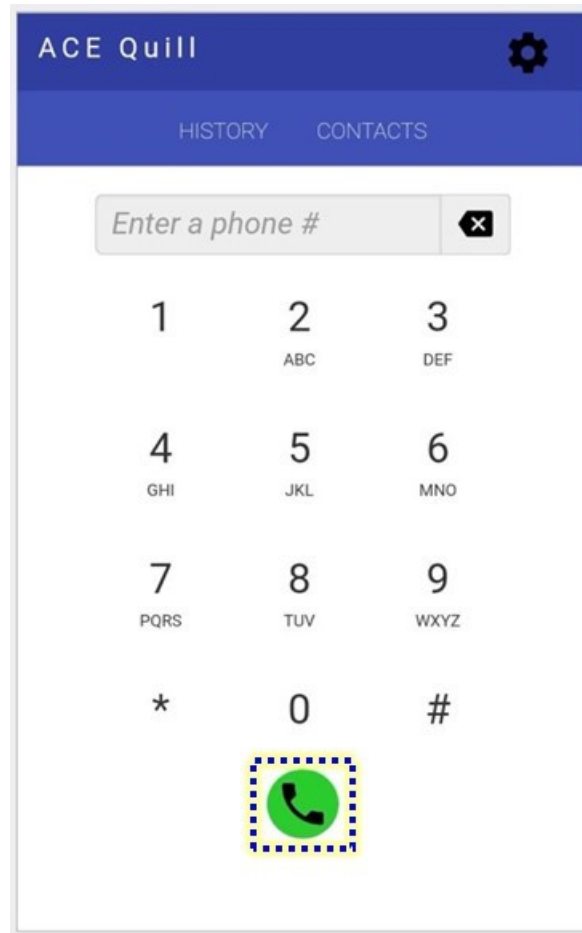 ACE Quill
HISTORY CONTACTS
Enter a phone #
1 2 3
ABC DEF
4 5 6
GHI JKL MNO
7 8 9
PQRS TUV WXYZ
* 0 #